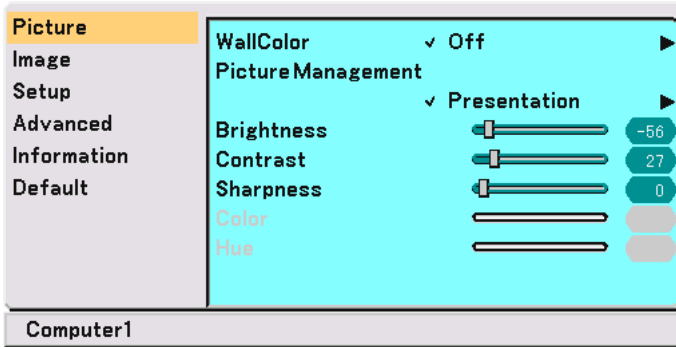 Picture
Image
Setup
Advanced
Information
Default
WallColor ✓ Off ▶
Picture Management
✓ Presentation ▶
Brightness -56
Contrast 27
Sharpness 0
Color
Hue
Computer1